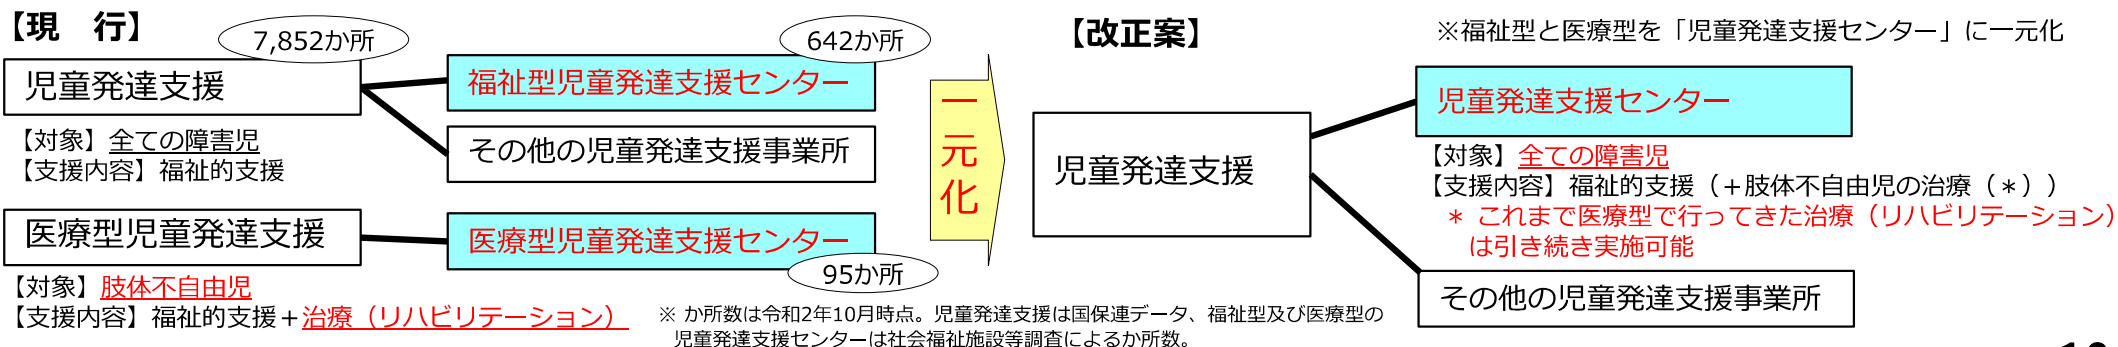 【現　行】
7,852か所
児童発達支援
642か所
福祉型児童発達支援センター
その他の児童発達支援事業所
【対象】全ての障害児
【支援内容】福祉的支援
医療型児童発達支援
医療型児童発達支援センター
95か所
【対象】肢体不自由児
【支援内容】福祉的支援＋治療（リハビリテーション）
※ か所数は令和2年10月時点。児童発達支援は国保連データ、福祉型及び医療型の
児童発達支援センターは社会福祉施設等調査によるか所数。
一元化
【改正案】
※福祉型と医療型を「児童発達支援センター」に一元化
児童発達支援
児童発達支援センター
【対象】全ての障害児
【支援内容】福祉的支援（＋肢体不自由児の治療（＊））
＊ これまで医療型で行ってきた治療（リハビリテーション）
は引き続き実施可能
その他の児童発達支援事業所